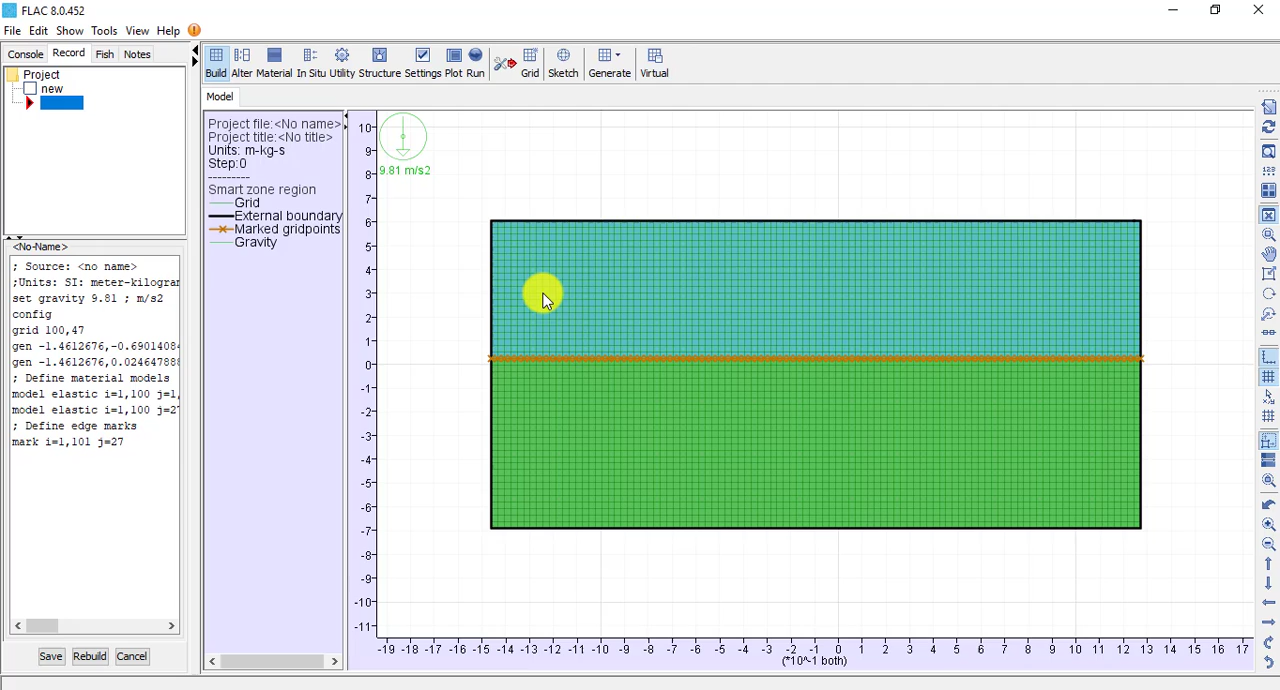 FLAC 8.0.452
File Edit Show Tools View Help
Console Record Fish Notes
Project
new
<No-Name>
; Source: <no name>
;Units: SI: meter-kilogran
set gravity 9.81 ; m/s2
config
grid 100,47
gen -1.4612676,-0.6901408
gen -1.4612676,0.024647888
; Define material models
model elastic i=1,100 j=1,
model elastic i=1,100 j=27
; Define edge marks
mark i=1,101 j=27
Save Rebuild Cancel
Build Alter Material In Situ Utility Structure Settings Plot Run Grid Sketch Generate Virtual
Model
Project file:<No name>
Project title:<No title>
Units: m-kg-s
Step:0
---------
Smart zone region
Grid
External boundary
Marked gridpoints
Gravity
9.81 m/s2
10
9
8
7
6
5
4
3
2
1
0
-1
-2
-3
-4
-5
-6
-7
-8
-9
-10
-11
-19 -18 -17 -16 -15 -14 -13 -12 -11 -10 -9 -8 -7 -6 -5 -4 -3 -2 -1 0 1 2 3 4 5 6 7 8 9 10 11 12 13 14 15 16 17
(*10^-1 both)
123